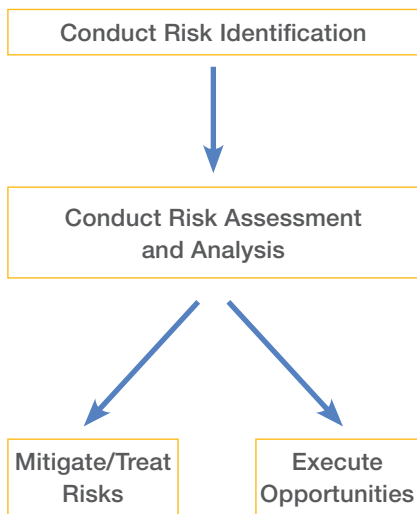 Conduct Risk Identification
Conduct Risk Assessment
and Analysis
Mitigate/Treat
Risks
Execute
Opportunities